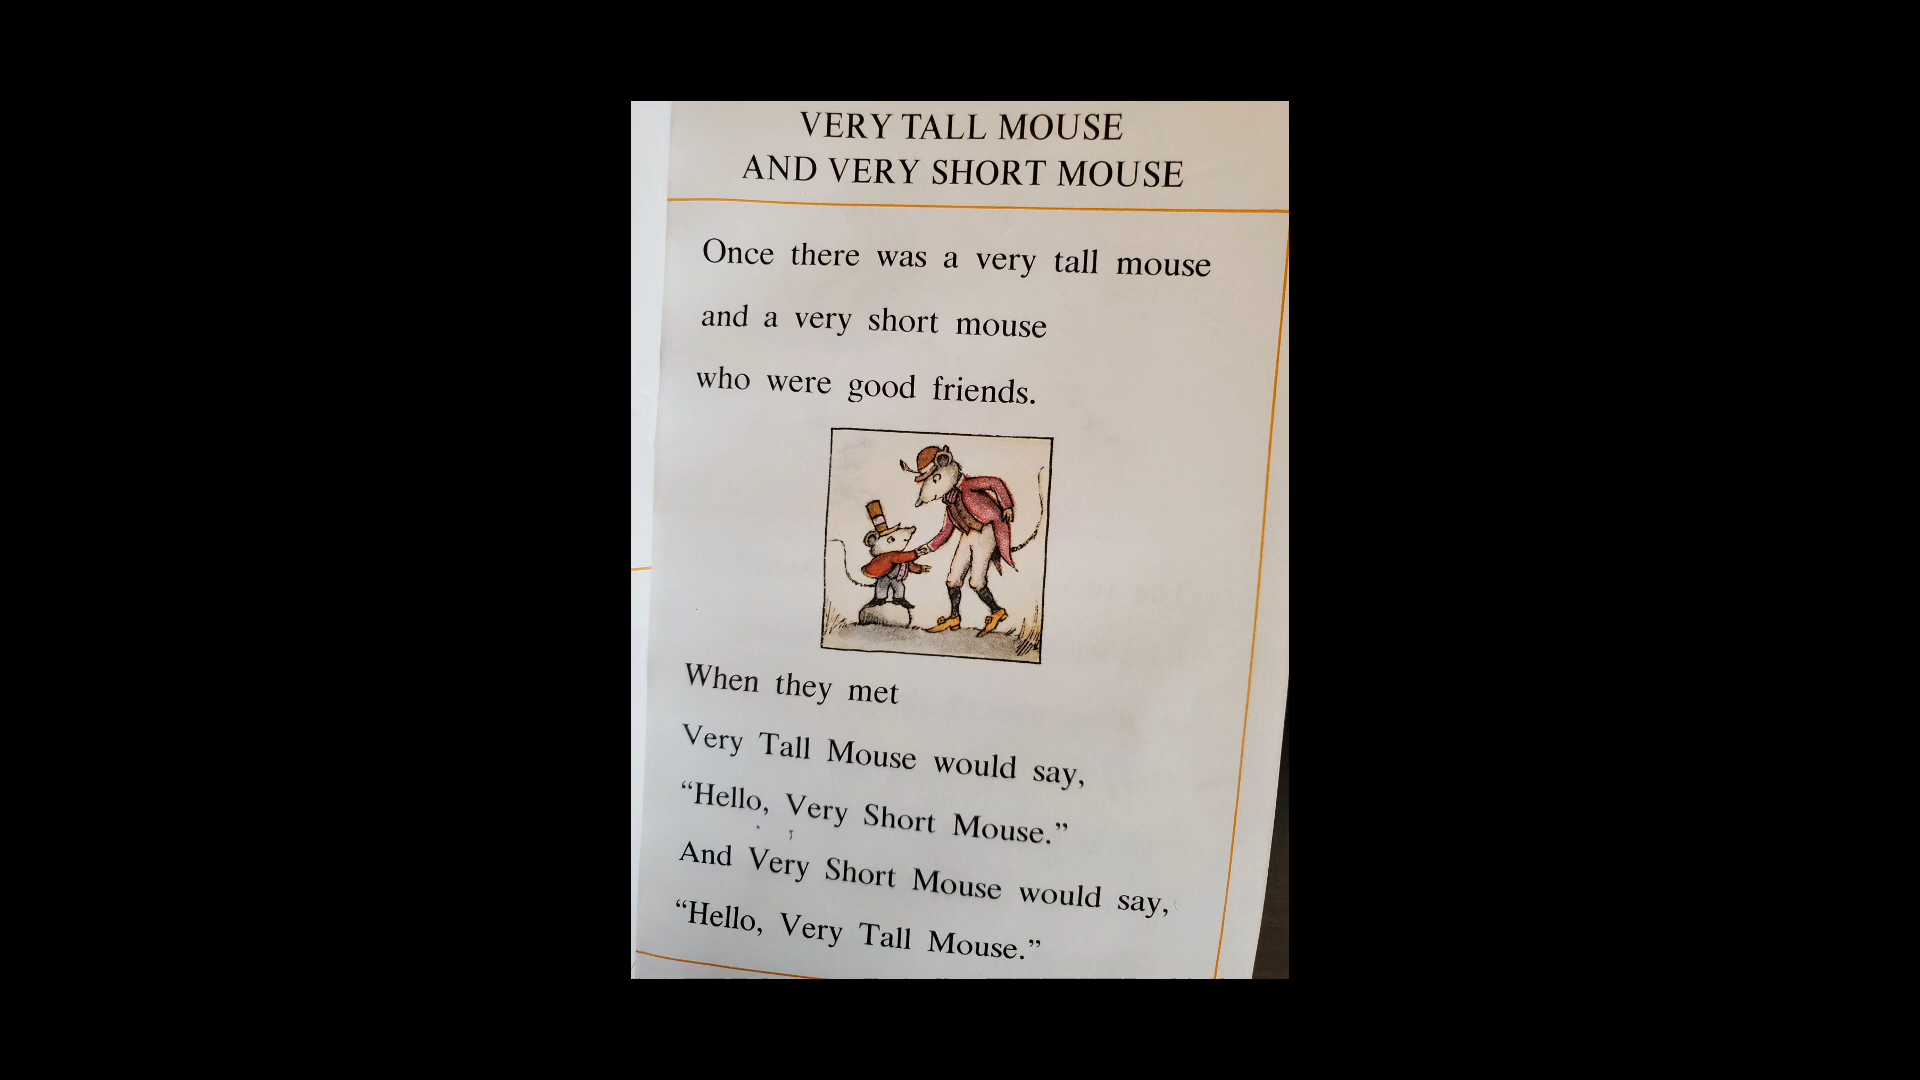 VERY TALL MOUSE
AND VERY SHORT MOUSE
Once there was a very tall mouse
and a very short mouse
who were good friends.
When they met
Very Tall Mouse would say,
“Hello, Very Short Mouse.”
And Very Short Mouse would say,
“Hello, Very Tall Mouse.”